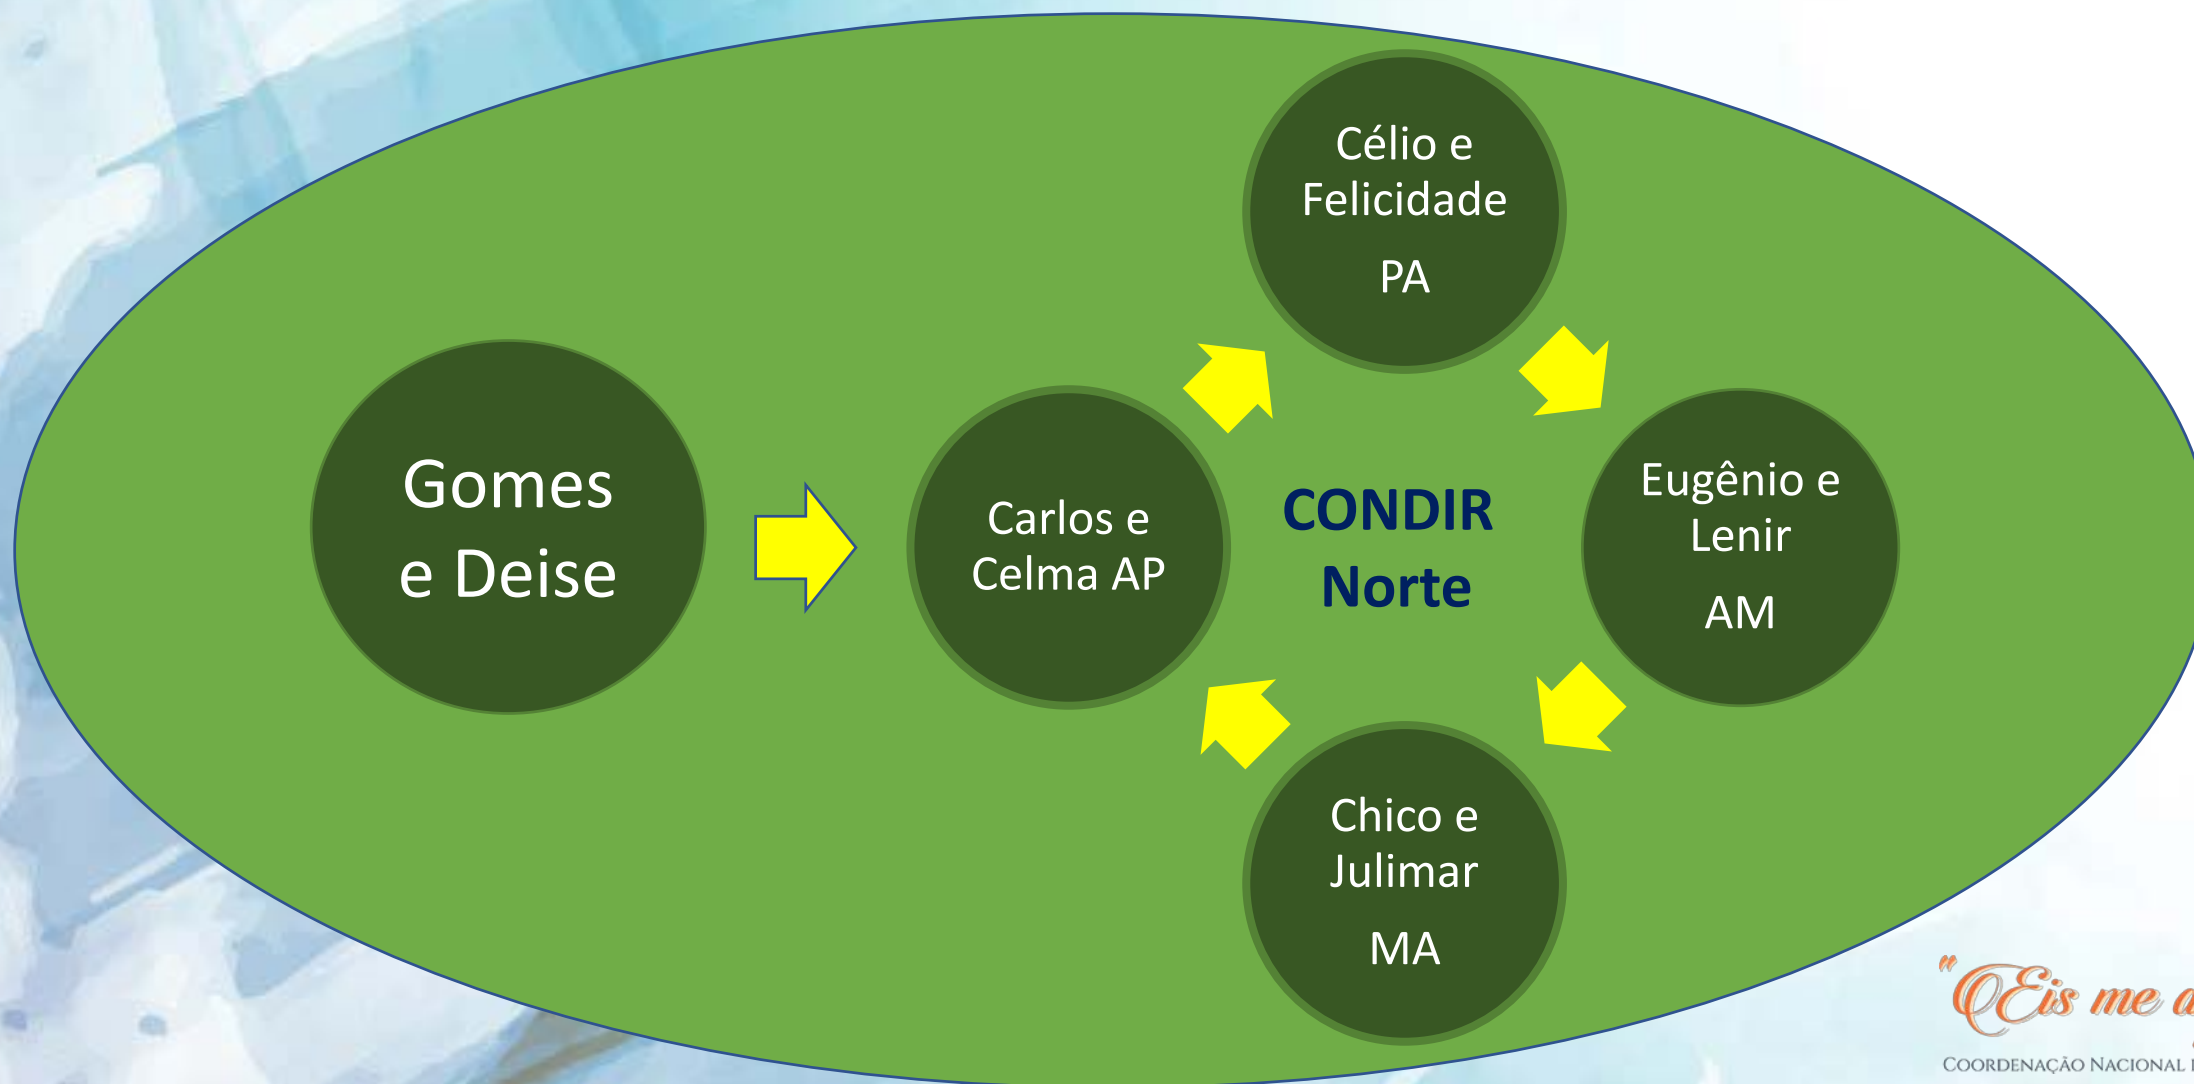 Célio e
Felicidade
PA
Gomes
e Deise
Carlos e
Celma AP
CONDIR
Norte
Eugênio e
Lenir
AM
Chico e
Julimar
MA
"Eis me
COORDENAÇÃO NACIONAL